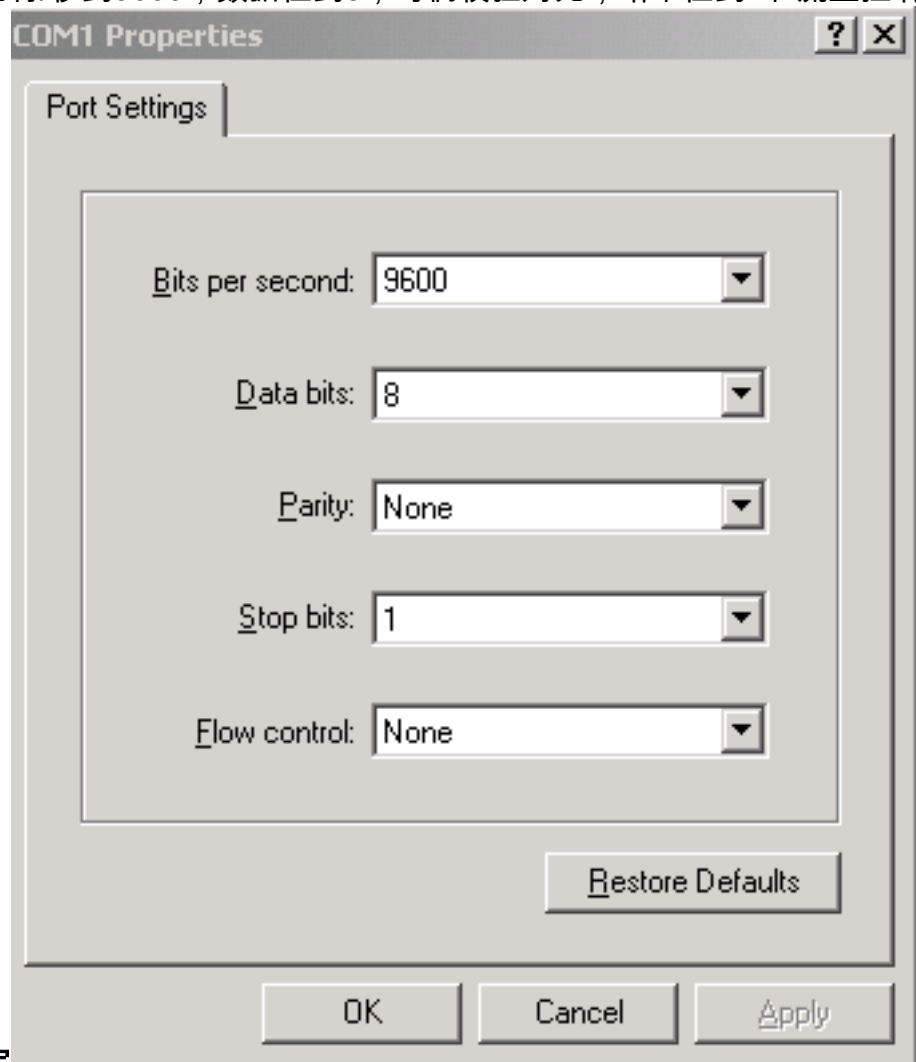 COM1 Properties
Port Settings
Bits per second: 9600
Data bits: 8
Parity: None
Stop bits: 1
Flow control: None
Restore Defaults
OK Cancel Apply